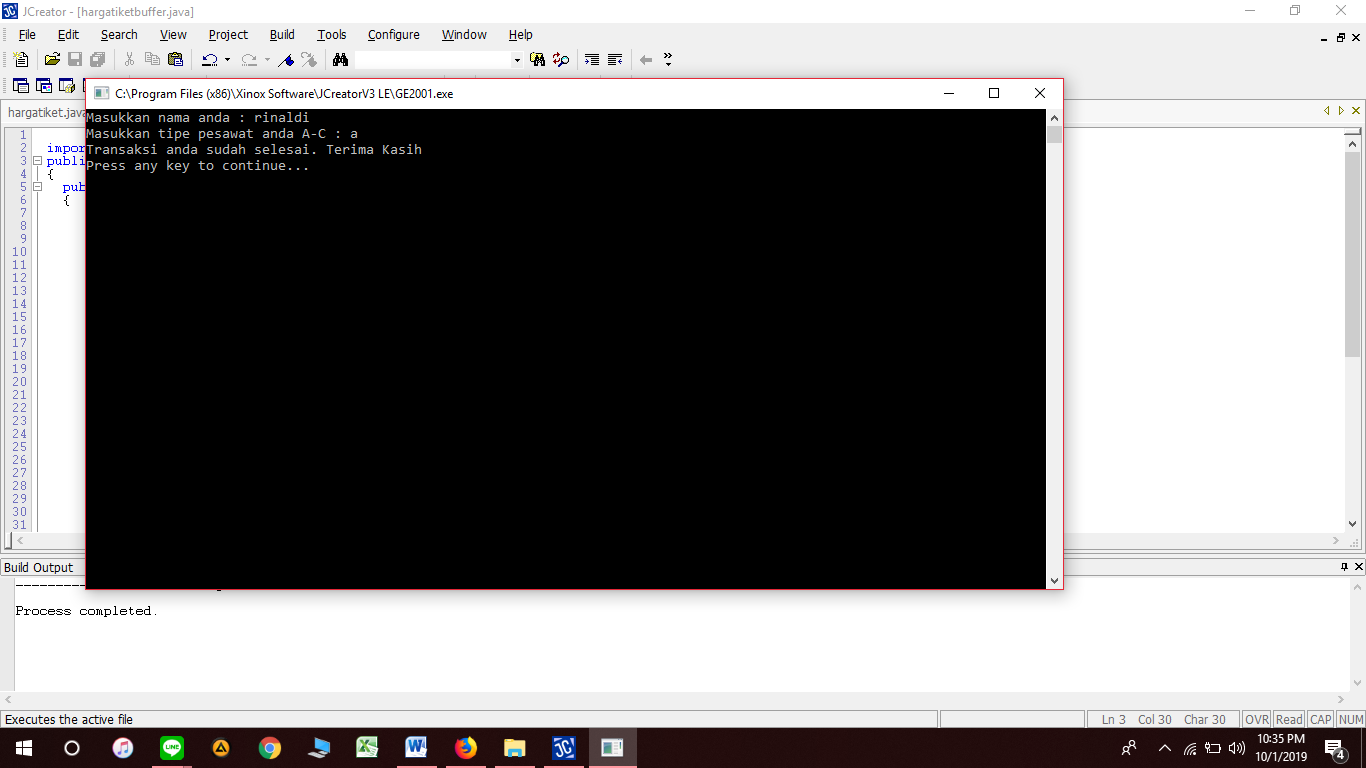 JCreator - [hargatiketbuffer.java]
File Edit Search View Project Build Tools Configure Window Help
C:\Program Files (x86)\Xinox Software\JCreatorV3 LE\GE2001.exe
hargatiket.java
Masukkan nama anda : rinaldi
Masukkan tipe pesawat anda A-C : a
Transaksi anda sudah selesai. Terima Kasih
Press any key to continue...
1
2 impor
3 publi
4 {
5 pub
6 {
7
8
9
10
11
12
13
14
15
16
17
18
19
20
21
22
23
24
25
26
27
28
29
30
31
Build Output
Process completed.
Executes the active file
Ln 3 Col 30 Char 30 OVR Read CAP NUM
LINE
JC
10:35 PM
10/1/2019
4